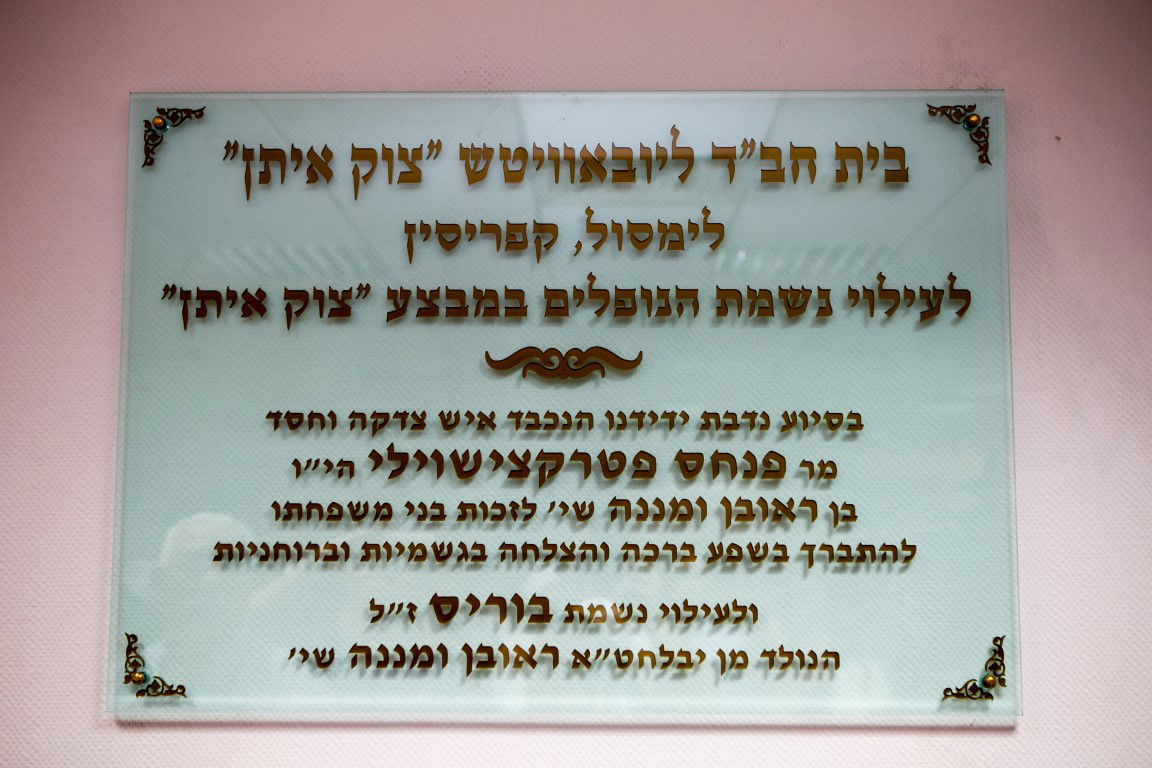 בית חב"ד ליובאוויטש "צוק איתן"
לימסול, קפריסין
לעילוי נשמת הנופלים במבצע "צוק איתן"
בסיוע נדבת ידידנו הנכבד איש צדקה וחסד
מר פנחס פטרקצישוילי הי"ו
בן ראובן ומננה שי' לזכות בני משפחתו
להתברך בשפע ברכה והצלחה בגשמיות וברוחניות
ולעילוי נשמת בוריס ז"ל
הנולד מן יבלחט"א ראובן ומננה שי'